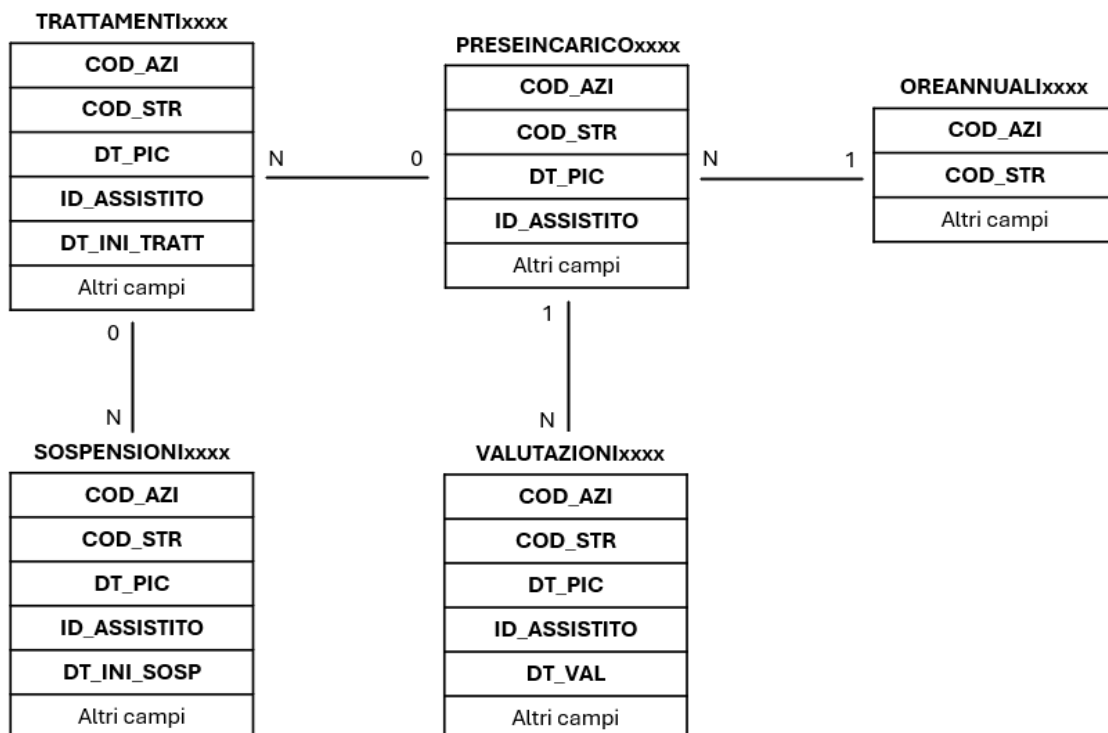 TRATTAMENTIxxxx
COD_AZI
COD_STR
DT_PIC
ID_ASSISTITO
DT_INI_TRATT
Altri campi
N
0
PRESEINCARICOxxxx
COD_AZI
COD_STR
DT_PIC
ID_ASSISTITO
Altri campi
N
1
OREANNUALIxxxx
COD_AZI
COD_STR
Altri campi
0
N
SOSPENSIONIxxxx
COD_AZI
COD_STR
DT_PIC
ID_ASSISTITO
DT_INI_SOSP
Altri campi
1
N
VALUTAZIONIxxxx
COD_AZI
COD_STR
DT_PIC
ID_ASSISTITO
DT_VAL
Altri campi